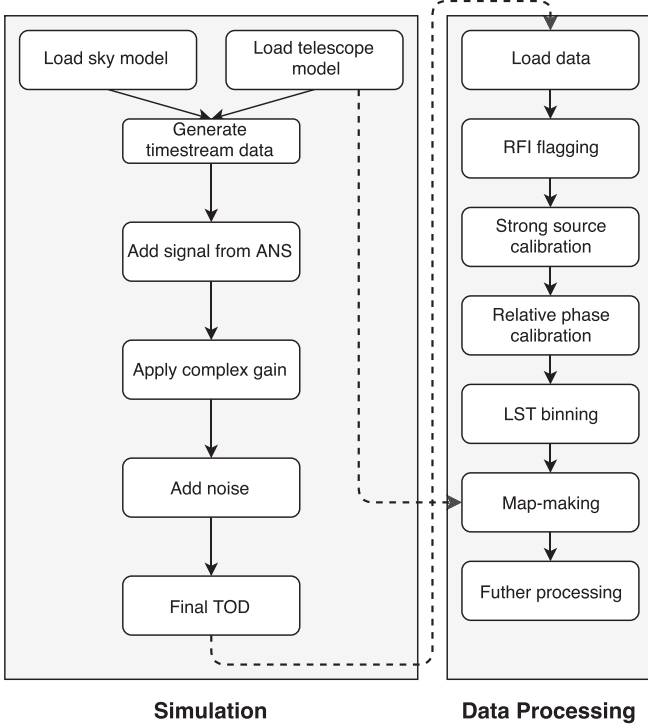 Load sky model
Load telescope
model
Generate
timestream data
Add signal from ANS
Apply complex gain
Add noise
Final TOD
Simulation
Load data
RFI flagging
Strong source
calibration
Relative phase
calibration
LST binning
Map-making
Futher processing
Data Processing